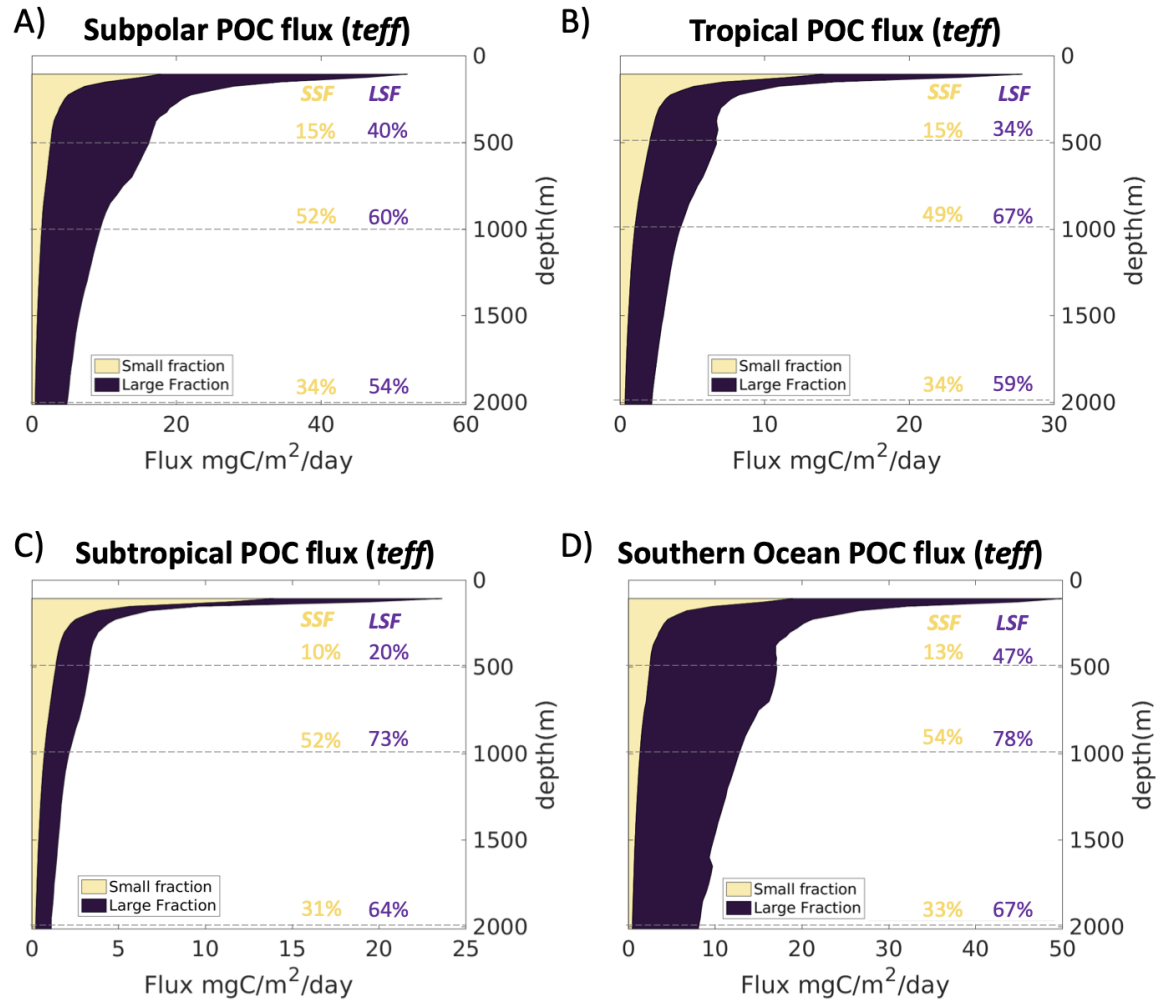 A) Subpolar POC flux (teff)
0
SSF LSF
15% 40%
500
52% 60%
1000
depth(m)
1500
Small fraction
Large Fraction
34% 54%
2000
0 20 40 60
Flux mgC/m²/day
B) Tropical POC flux (teff)
0
SSF LSF
15% 34%
500
49% 67%
1000
depth(m)
1500
Small fraction
Large Fraction
34% 59%
2000
0 10 20 30
Flux mgC/m²/day
C) Subtropical POC flux (teff)
0
SSF LSF
10% 20%
500
52% 73%
1000
depth(m)
1500
Small fraction
Large Fraction
31% 64%
2000
0 5 10 15 20 25
Flux mgC/m²/day
D) Southern Ocean POC flux (teff)
0
SSF LSF
13% 47%
500
54% 78%
1000
depth(m)
1500
Small fraction
Large Fraction
33% 67%
2000
0 10 20 30 40 50
Flux mgC/m²/day